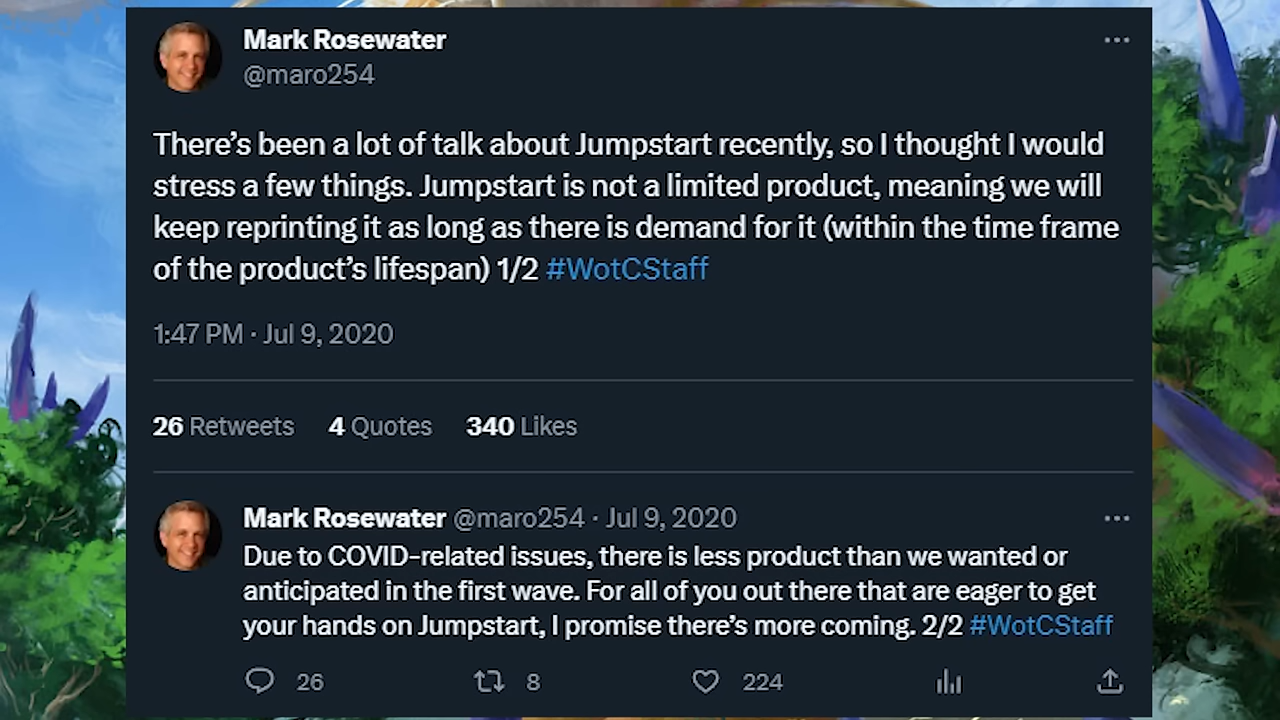 Mark Rosewater
@maro254
There’s been a lot of talk about Jumpstart recently, so I thought I would
stress a few things. Jumpstart is not a limited product, meaning we will
keep reprinting it as long as there is demand for it (within the time frame
of the product’s lifespan) 1/2 #WotCStaff
1:47 PM · Jul 9, 2020
26 Retweets 4 Quotes 340 Likes
Mark Rosewater @maro254 · Jul 9, 2020
Due to COVID-related issues, there is less product than we wanted or
anticipated in the first wave. For all of you out there that are eager to get
your hands on Jumpstart, I promise there’s more coming. 2/2 #WotCStaff
26 8 224